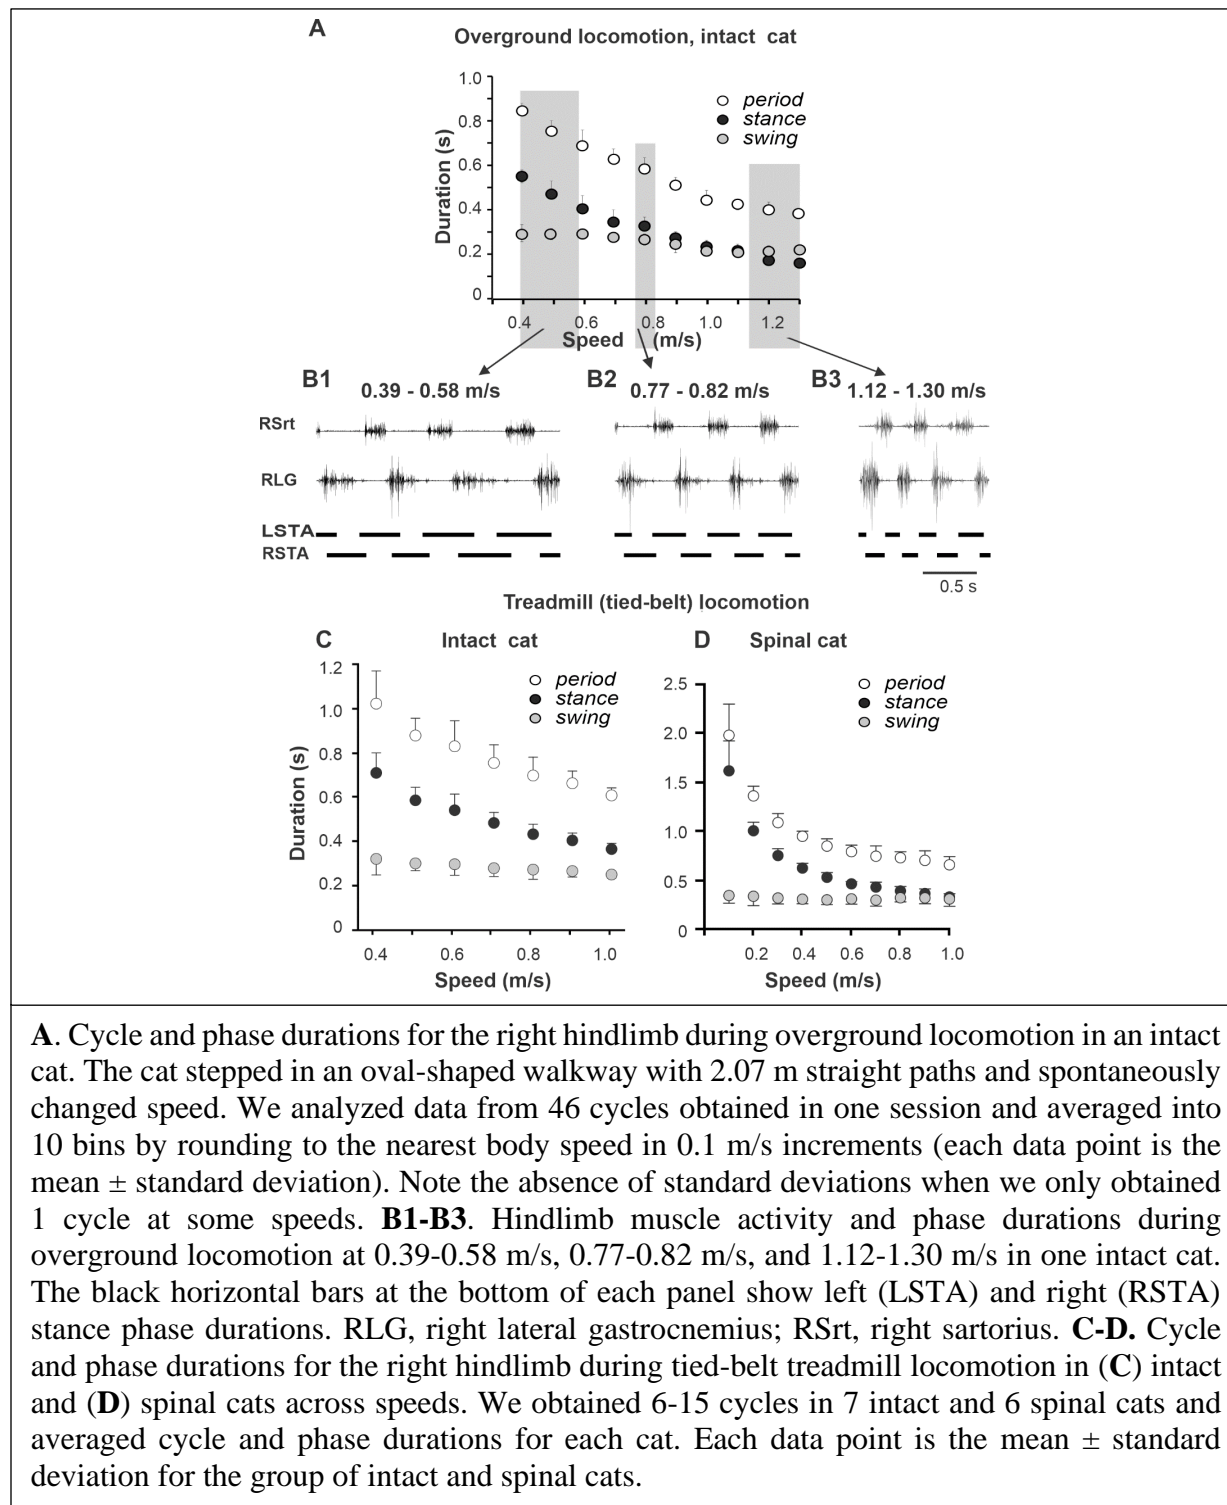 A
Overground locomotion, intact cat
1.0
0.8
0.6
0.4
0.2
0
Duration (s)
period
stance
swing
0.4 0.6 0.8 1.0 1.2
Speed (m/s)
B1
0.39 - 0.58 m/s
B2
0.77 - 0.82 m/s
B3
1.12 - 1.30 m/s
RSrt
RLG
LSTA
RSTA
0.5 s
Treadmill (tied-belt) locomotion
C
Intact cat
1.2
1.0
0.8
0.6
0.4
0.2
0
Duration (s)
period
stance
swing
0.4 0.6 0.8 1.0
Speed (m/s)
D
Spinal cat
2.5
2.0
1.5
1.0
0.5
0
period
stance
swing
0.2 0.4 0.6 0.8 1.0
Speed (m/s)
A. Cycle and phase durations for the right hindlimb during overground locomotion in an intact
cat. The cat stepped in an oval-shaped walkway with 2.07 m straight paths and spontaneously
changed speed. We analyzed data from 46 cycles obtained in one session and averaged into
10 bins by rounding to the nearest body speed in 0.1 m/s increments (each data point is the
mean ± standard deviation). Note the absence of standard deviations when we only obtained
1 cycle at some speeds. B1-B3. Hindlimb muscle activity and phase durations during
overground locomotion at 0.39-0.58 m/s, 0.77-0.82 m/s, and 1.12-1.30 m/s in one intact cat.
The black horizontal bars at the bottom of each panel show left (LSTA) and right (RSTA)
stance phase durations. RLG, right lateral gastrocnemius; RSrt, right sartorius. C-D. Cycle
and phase durations for the right hindlimb during tied-belt treadmill locomotion in (C) intact
and (D) spinal cats across speeds. We obtained 6-15 cycles in 7 intact and 6 spinal cats and
averaged cycle and phase durations for each cat. Each data point is the mean ± standard
deviation for the group of intact and spinal cats.